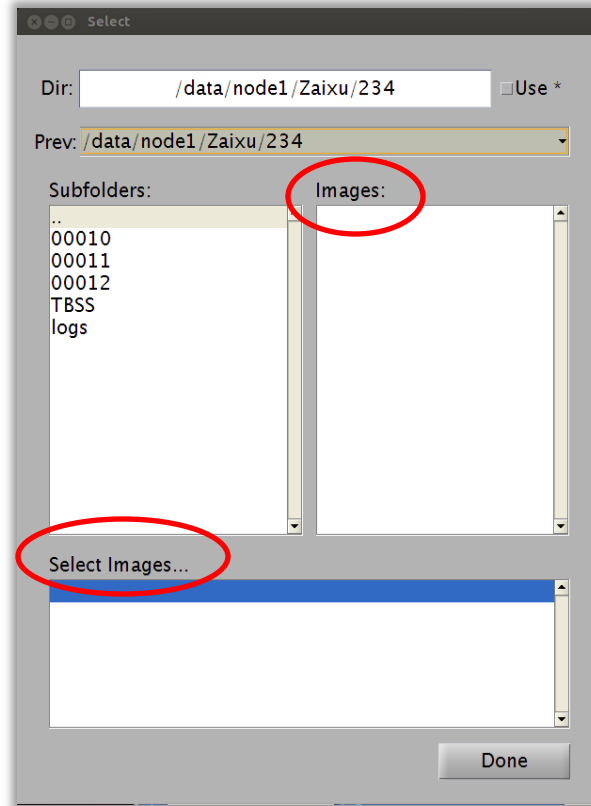 Select
Dir: /data/node1/Zaixu/234 Use *
Prev: /data/node1/Zaixu/234
Subfolders: Images:
..
00010
00011
00012
TBSS
logs
Select Images...
Done